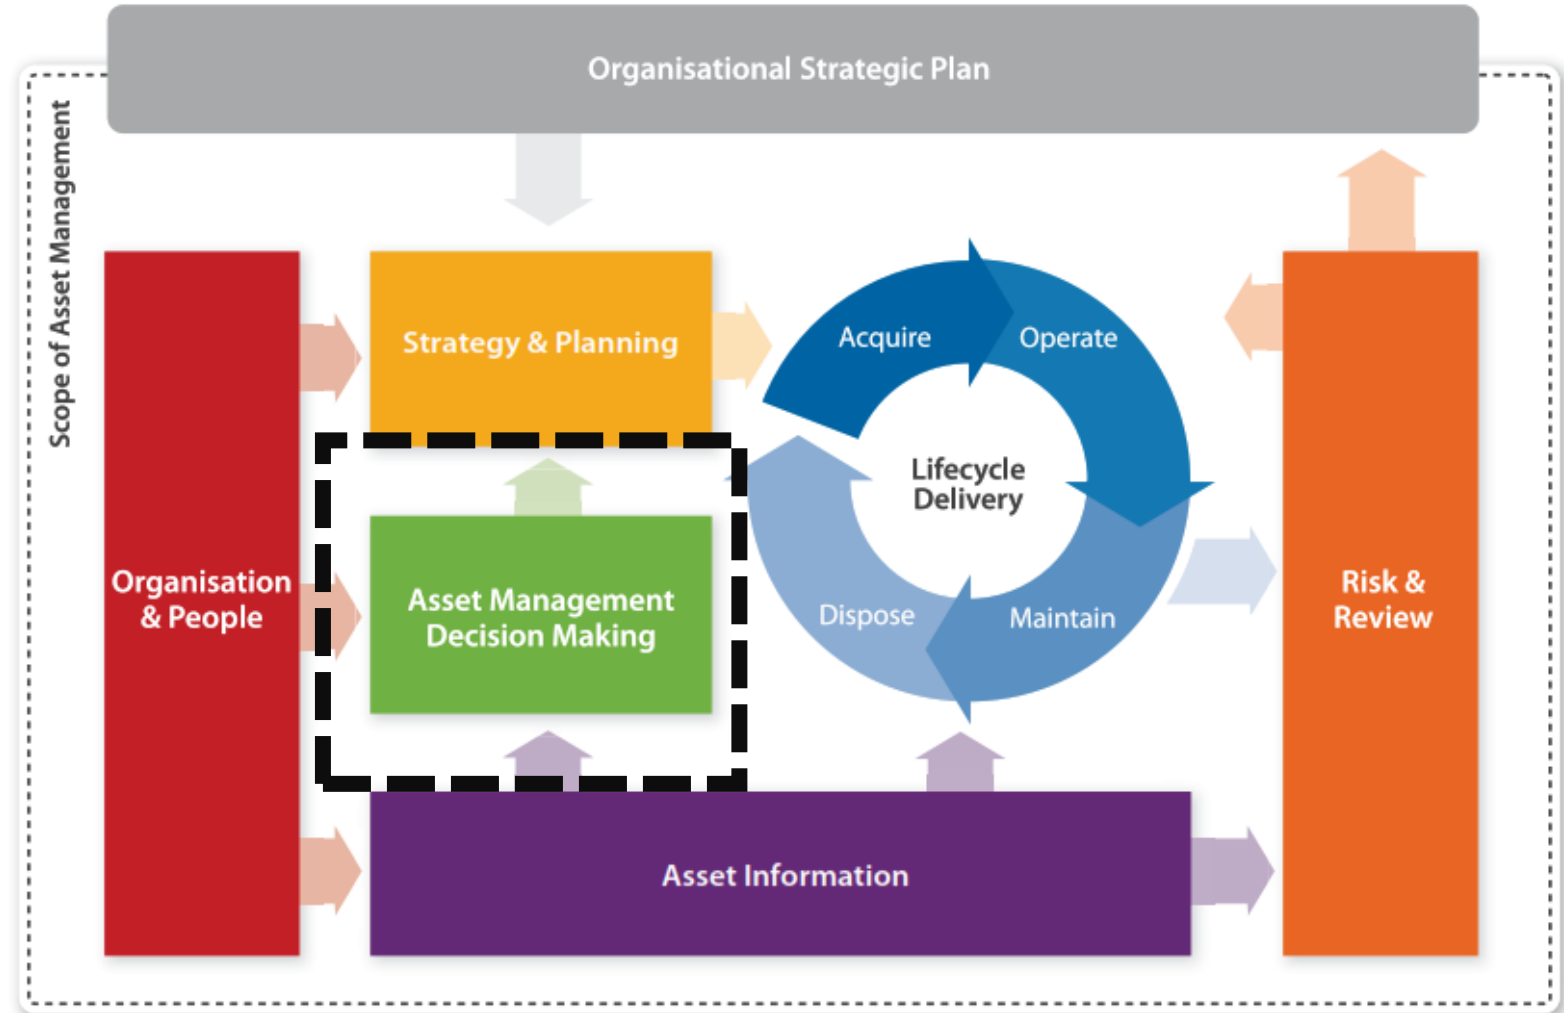 Organisational Strategic Plan
Scope of Asset Management
Strategy & Planning
Acquire
Operate
Lifecycle
Delivery
Organisation
& People
Asset Management
Decision Making
Dispose
Maintain
Risk &
Review
Asset Information